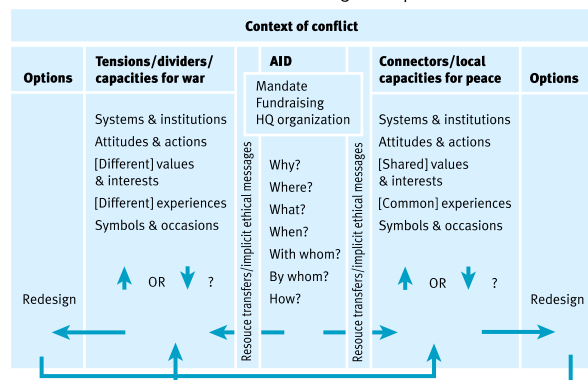 Context of conflict
Options
Tensions/dividers/
capacities for war
AID
Connectors/local
capacities for peace
Options
Mandate
Fundraising
HQ organization
Systems & institutions
Attitudes & actions
[Different] values
& interests
[Different] experiences
Symbols & occasions
OR ?
Redesign
Resouce transfers/implicit ethical messages
Why?
Where?
What?
When?
With whom?
By whom?
How?
Resouce transfers/implicit ethical messages
Systems & institutions
Attitudes & actions
[Shared] values
& interests
[Common] experiences
Symbols & occasions
OR ?
Redesign